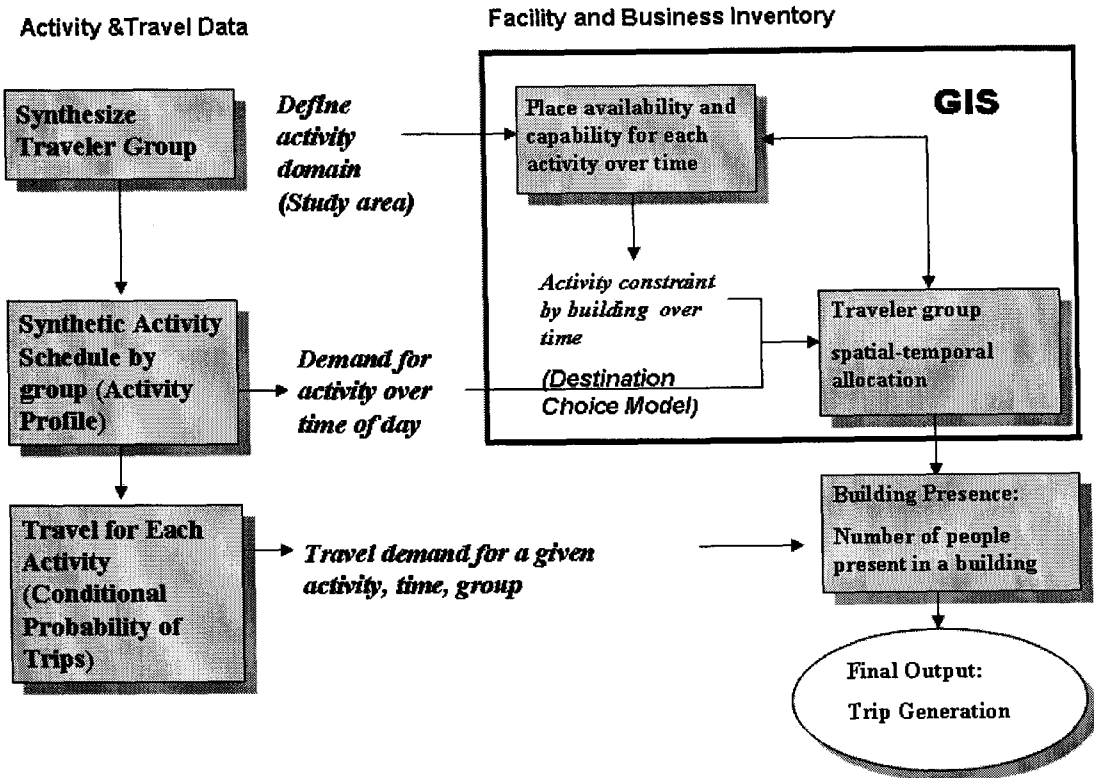 Activity &Travel Data
Facility and Business Inventory
GIS
Synthesize
Traveler Group
Define
activity
domain
(Study area)
Place availability and
capability for each
activity over time
Activity constraint
by building over
time
(Destination
Choice Model)
Synthetic Activity
Schedule by
group (Activity
Profile)
Demand for
activity over
time of day
Traveler group
spatial-temporal
allocation
Travel for Each
Activity
(Conditional
Probability of
Trips)
Travel demand for a given
activity, time, group
Building Presence:
Number of people
present in a building
Final Output:
Trip Generation